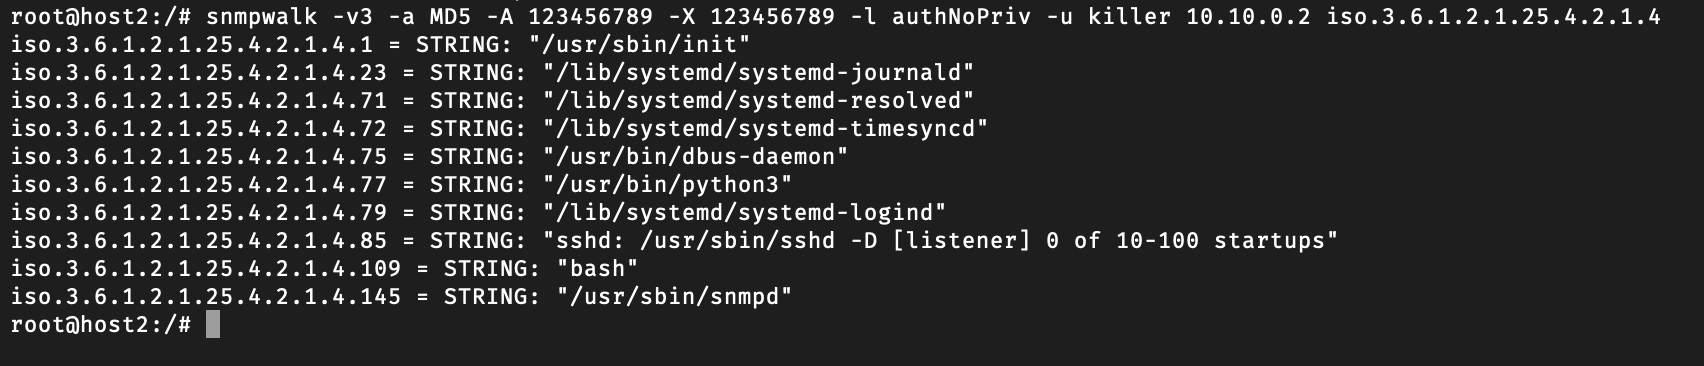 root@host2:/# snmpwalk -v3 -a MD5 -A 123456789 -X 123456789 -l authNoPriv -u killer 10.10.0.2 iso.3.6.1.2.1.25.4.2.1.4
iso.3.6.1.2.1.25.4.2.1.4.1 = STRING: "/usr/sbin/init"
iso.3.6.1.2.1.25.4.2.1.4.23 = STRING: "/lib/systemd/systemd-journald"
iso.3.6.1.2.1.25.4.2.1.4.71 = STRING: "/lib/systemd/systemd-resolved"
iso.3.6.1.2.1.25.4.2.1.4.72 = STRING: "/lib/systemd/systemd-timesyncd"
iso.3.6.1.2.1.25.4.2.1.4.75 = STRING: "/usr/bin/dbus-daemon"
iso.3.6.1.2.1.25.4.2.1.4.77 = STRING: "/usr/bin/python3"
iso.3.6.1.2.1.25.4.2.1.4.79 = STRING: "/lib/systemd/systemd-logind"
iso.3.6.1.2.1.25.4.2.1.4.85 = STRING: "sshd: /usr/sbin/sshd -D [listener] 0 of 10-100 startups"
iso.3.6.1.2.1.25.4.2.1.4.109 = STRING: "bash"
iso.3.6.1.2.1.25.4.2.1.4.145 = STRING: "/usr/sbin/snmpd"
root@host2:/#